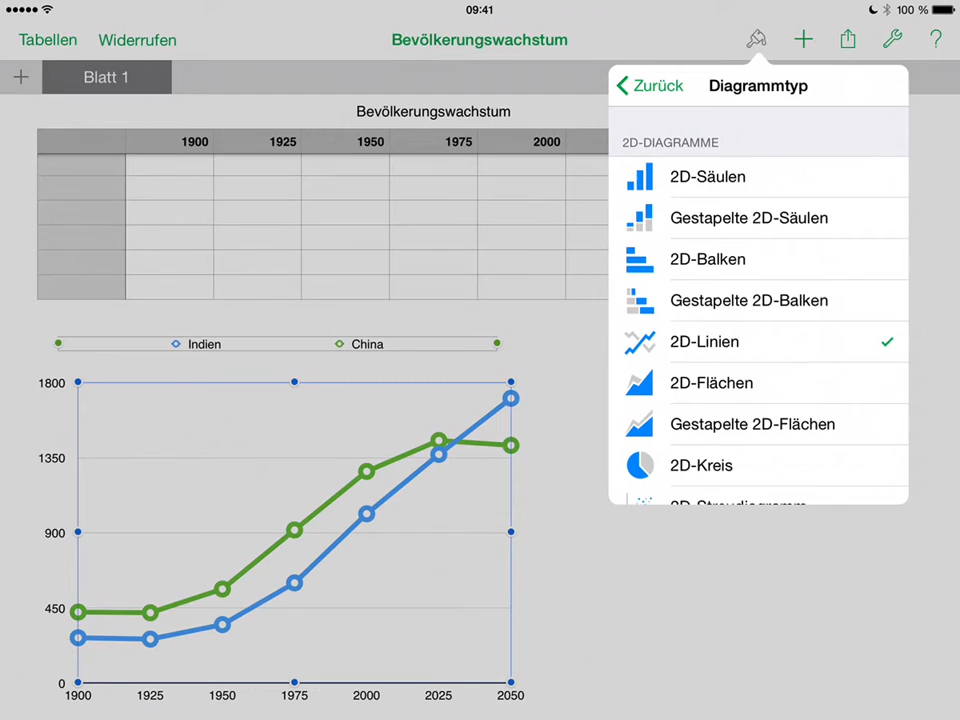 09:41
100 %
Tabellen Widerrufen
Bevölkerungswachstum
?
Blatt 1
Zurück
Diagrammtyp
Bevölkerungswachstum
1900 1925 1950 1975 2000
2D-DIAGRAMME
2D-Säulen
Gestapelte 2D-Säulen
2D-Balken
Gestapelte 2D-Balken
2D-Linien
2D-Flächen
Gestapelte 2D-Flächen
2D-Kreis
2D-Streudiagramm
Indien China
1800
1350
900
450
0
1900 1925 1950 1975 2000 2025 2050